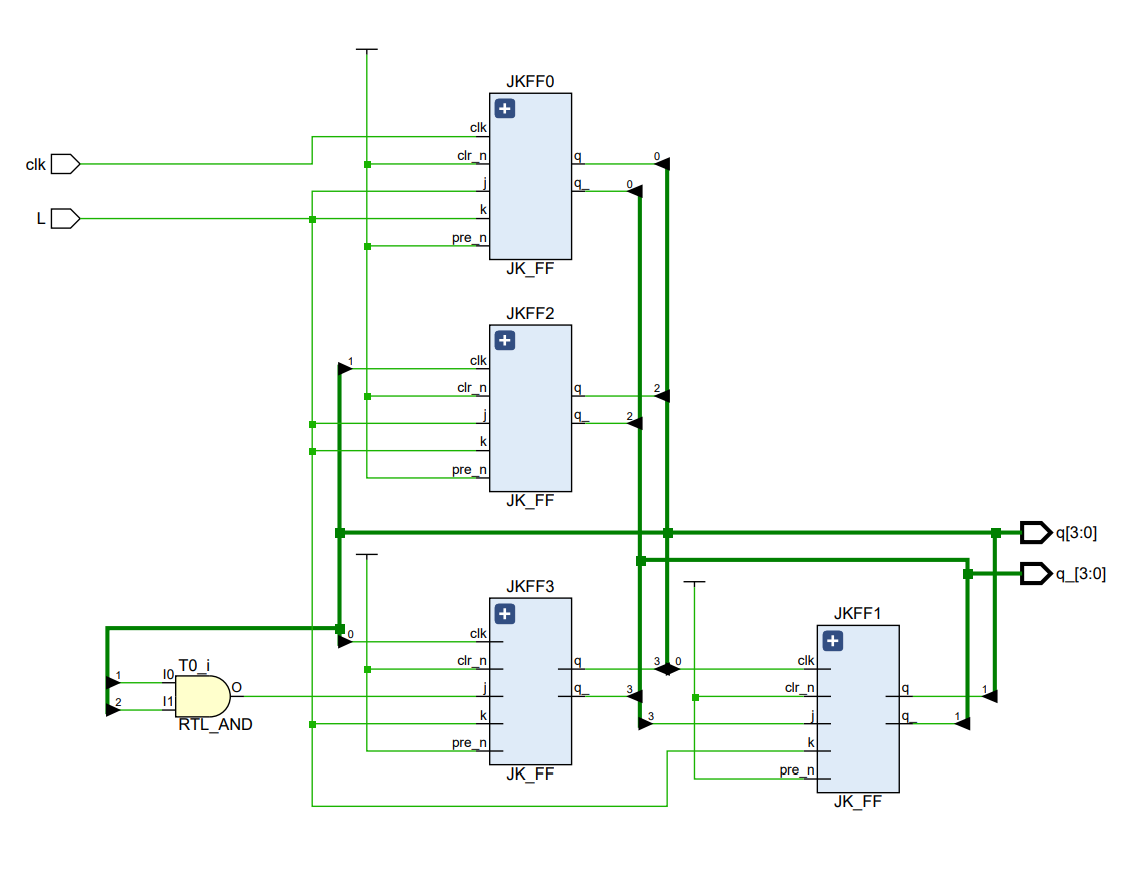 JKFF0
clk
clr_n
j
k
pre_n
q
q_
0
0
JK_FF
clk
L
JKFF2
1
clk
clr_n
j
k
pre_n
q
q_
2
2
JK_FF
q[3:0]
q_[3:0]
JKFF3
0
clk
clr_n
j
k
pre_n
q
q_
3
0
3
3
JK_FF
T0_i
1
I0
2
I1
O
RTL_AND
JKFF1
clk
clr_n
j
k
pre_n
q
q_
1
1
JK_FF